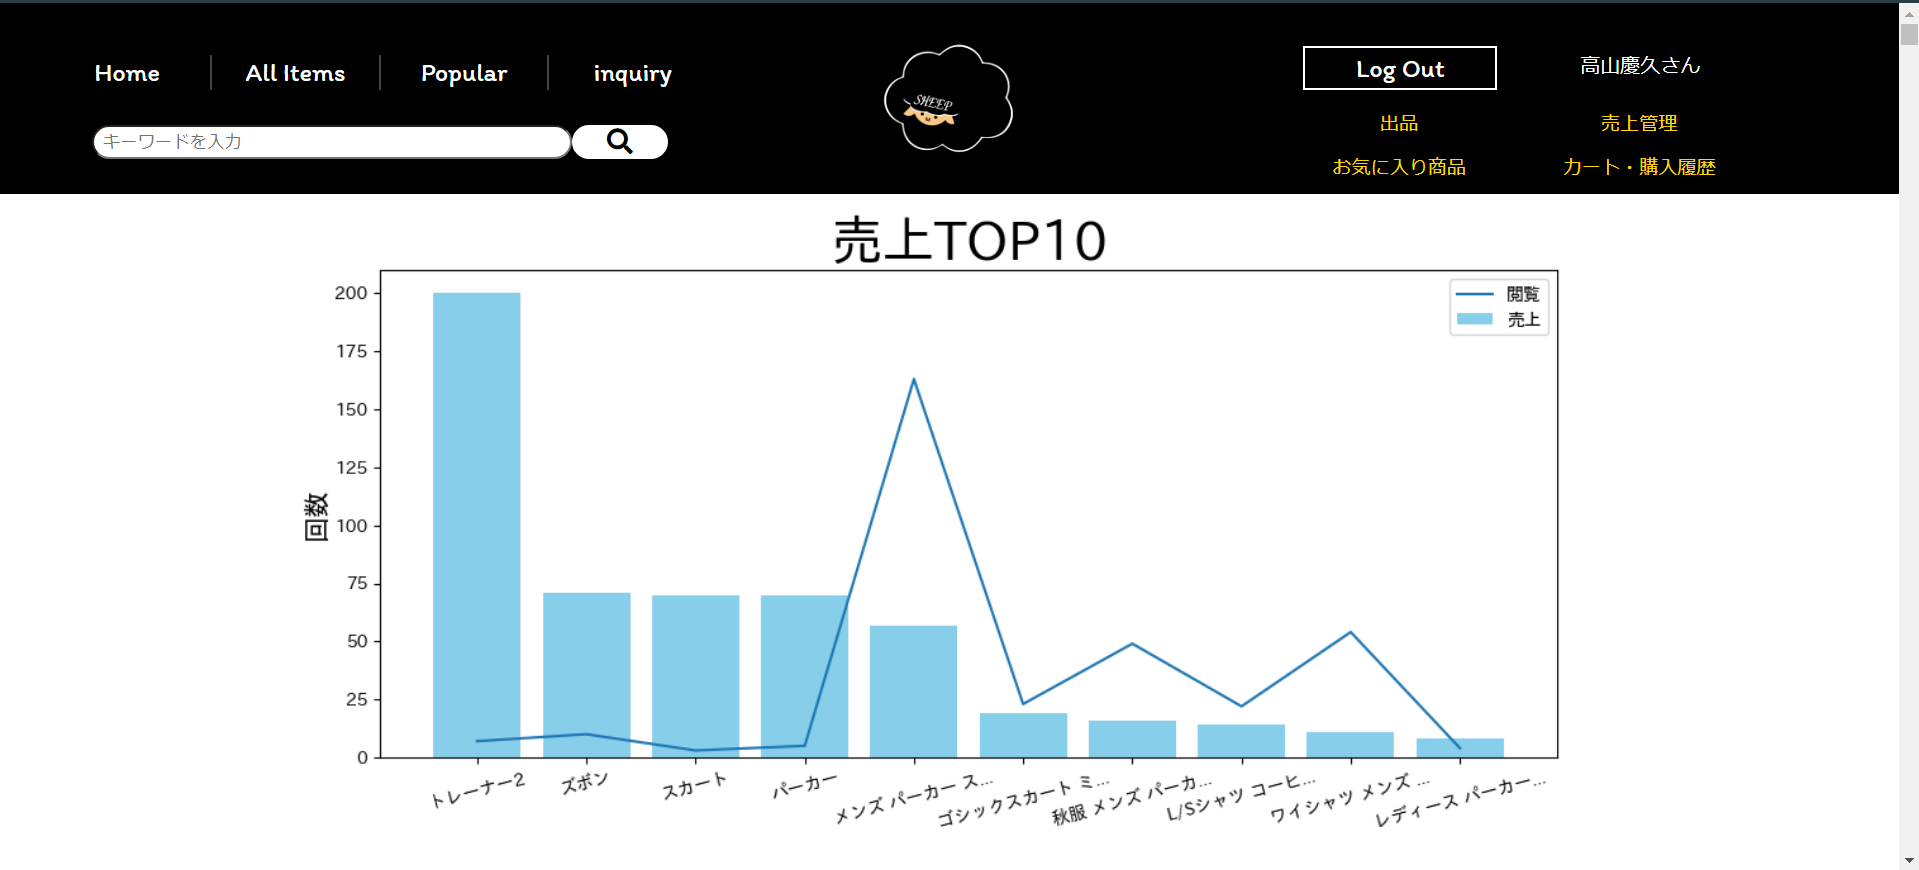 Home
All Items
Popular
inquiry
キーワードを入力
SHEEP
Log Out
高山慶久さん
出品
売上管理
お気に入り商品
カート・購入履歴
売上TOP10
閲覧
売上
回数
200
175
150
125
100
75
50
25
0
トレーナー2
ズボン
スカート
パーカー
メンズ パーカー ス...
ゴシックスカート ミ...
秋服 メンズ パーカ...
L/Sシャツ コーヒ...
ワイシャツ メンズ ...
レディース パーカー...